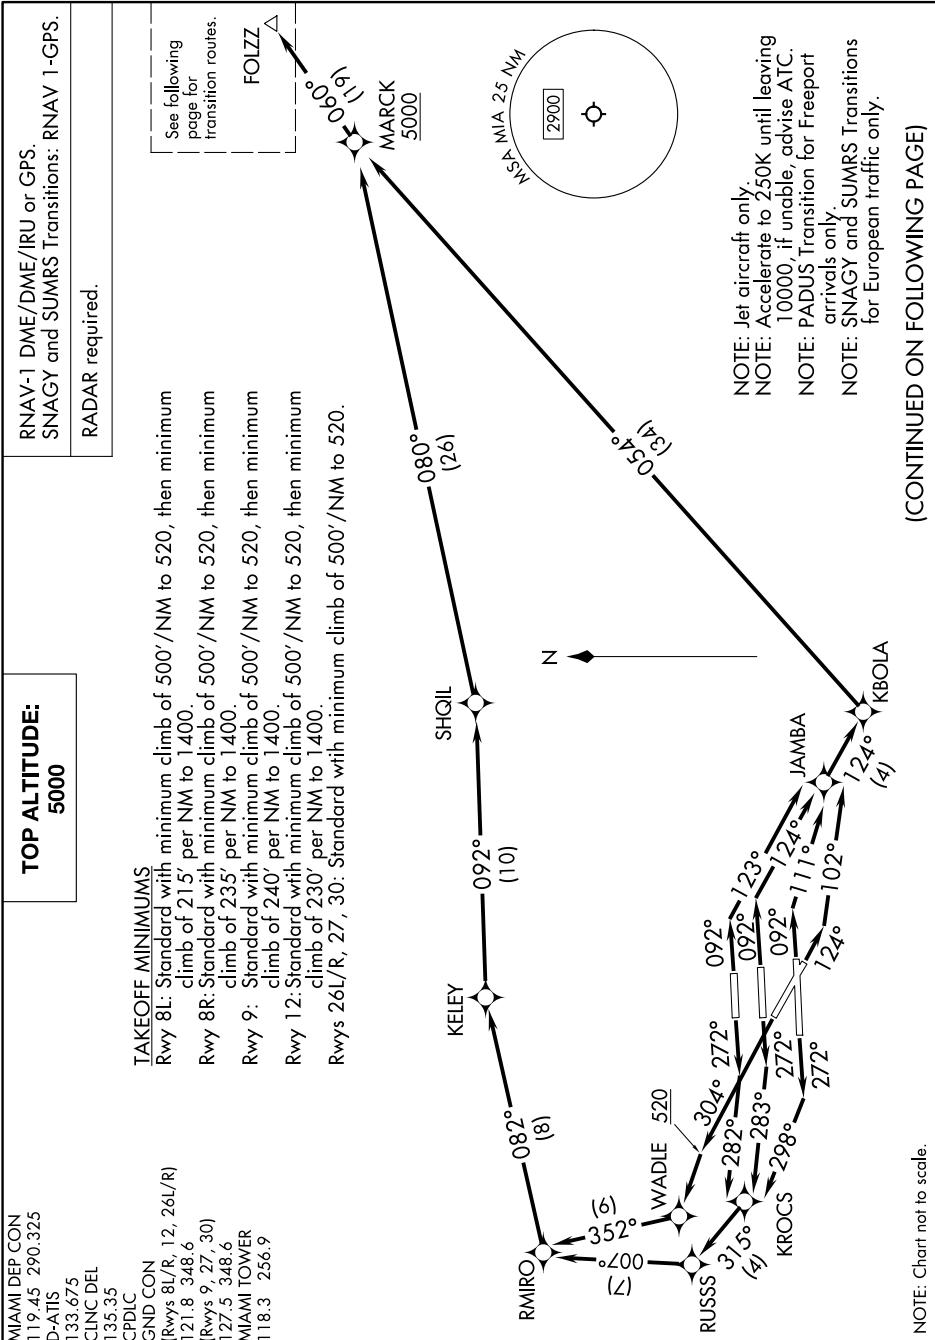 MIAMI DEP CON
119.45 290.325
D-ATIS
133.675
CLNC DEL
135.35
CPDLC
GND CON
(Rwys 8L/R, 12, 26L/R)
121.8 348.6
(Rwys 9, 27, 30)
127.5 348.6
MIAMI TOWER
118.3 256.9
TOP ALTITUDE:
5000
RNAV-1 DME/DME/IRU or GPS.
SNAGY and SUMRS Transitions: RNAV 1-GPS.
RADAR required.
TAKEOFF MINIMUMS
Rwy 8L: Standard with minimum climb of 500'/NM to 520, then minimum
climb of 215' per NM to 1400.
Rwy 8R: Standard with minimum climb of 500'/NM to 520, then minimum
climb of 235' per NM to 1400.
Rwy 9: Standard with minimum climb of 500'/NM to 520, then minimum
climb of 240' per NM to 1400.
Rwy 12: Standard wtih minimum climb of 500'/NM to 520, then minimum
climb of 230' per NM to 1400.
Rwys 26L/R, 27, 30: Standard wtih minimum climb of 500'/NM to 520.
See following
page for
transition routes.
FOLZZ
060°
(19)
MARCK
5000
MSA MIA 25 NM
2900
080°
(26)
SHQIL
092°
(10)
KELEY
082°
(8)
RMIRO
352°
(6)
WADLE
520
007°
(7)
RUSSS
315°
(4)
KROCS
304°
282°
283°
298°
272°
272°
272°
092°
092°
092°
123°
124°
111°
102°
124°
JAMBA
124°
(4)
KBOLA
054°
(34)
N
NOTE: Jet aircraft only.
NOTE: Accelerate to 250K until leaving
10000, if unable, advise ATC.
NOTE: PADUS Transition for Freeport
arrivals only.
NOTE: SNAGY and SUMRS Transitions
for European traffic only.
(CONTINUED ON FOLLOWING PAGE)
NOTE: Chart not to scale.